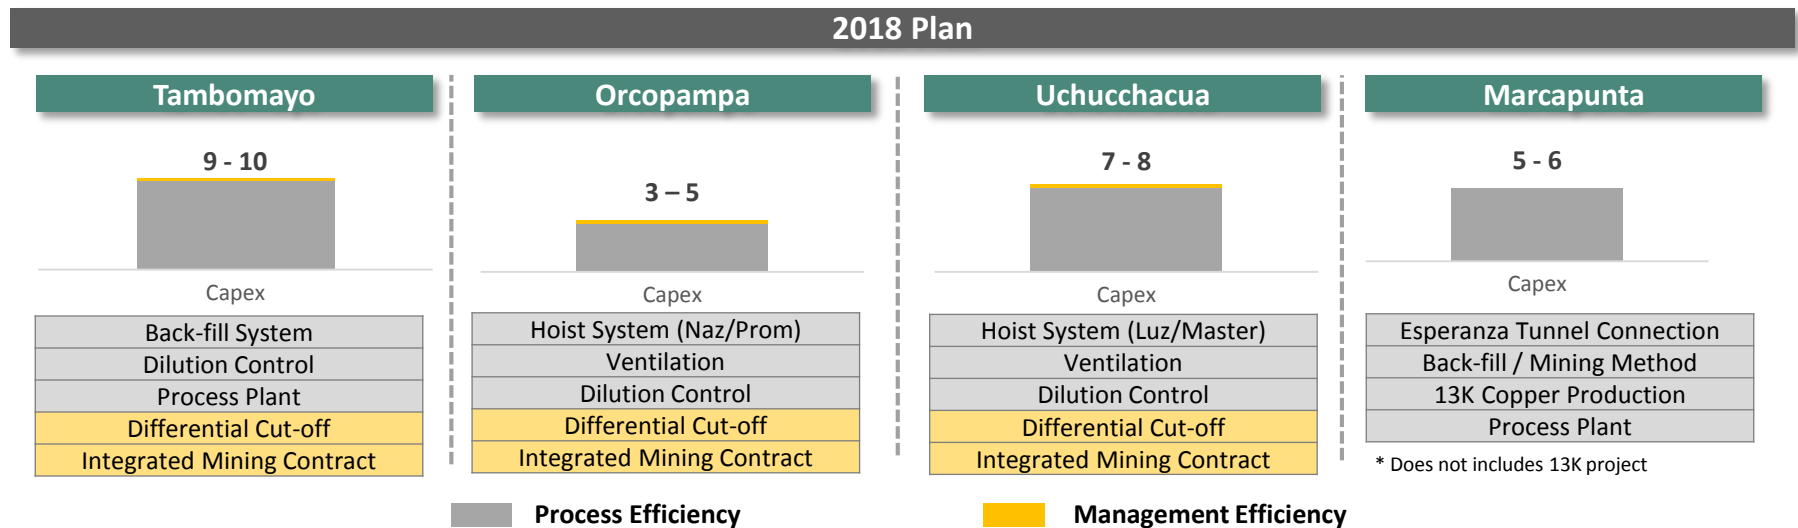 2018 Plan
Tambomayo
9 - 10
Capex
Back-fill System
Dilution Control
Process Plant
Differential Cut-off
Integrated Mining Contract
Orcopampa
3 – 5
Capex
Hoist System (Naz/Prom)
Ventilation
Dilution Control
Differential Cut-off
Integrated Mining Contract
Uchucchacua
7 - 8
Capex
Hoist System (Luz/Master)
Ventilation
Dilution Control
Differential Cut-off
Integrated Mining Contract
Marcapunta
5 - 6
Capex
Esperanza Tunnel Connection
Back-fill / Mining Method
13K Copper Production
Process Plant
* Does not includes 13K project
Process Efficiency
Management Efficiency